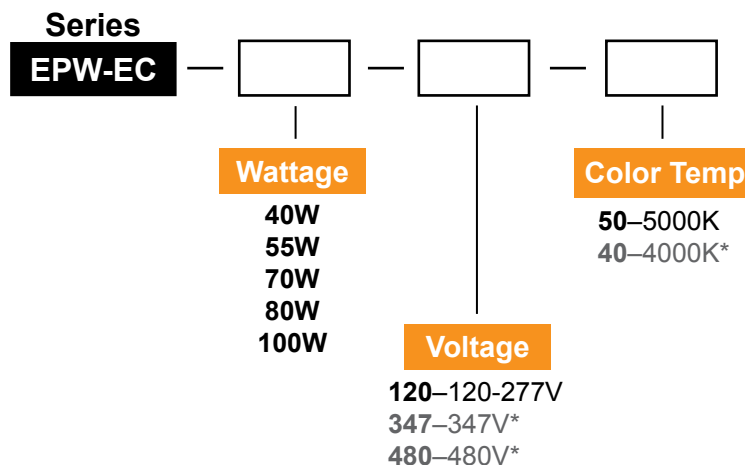 Series
EPW-EC
Wattage
40W
55W
70W
80W
100W
Voltage
120–120-277V
347–347V*
480–480V*
Color Temp
50–5000K
40–4000K*